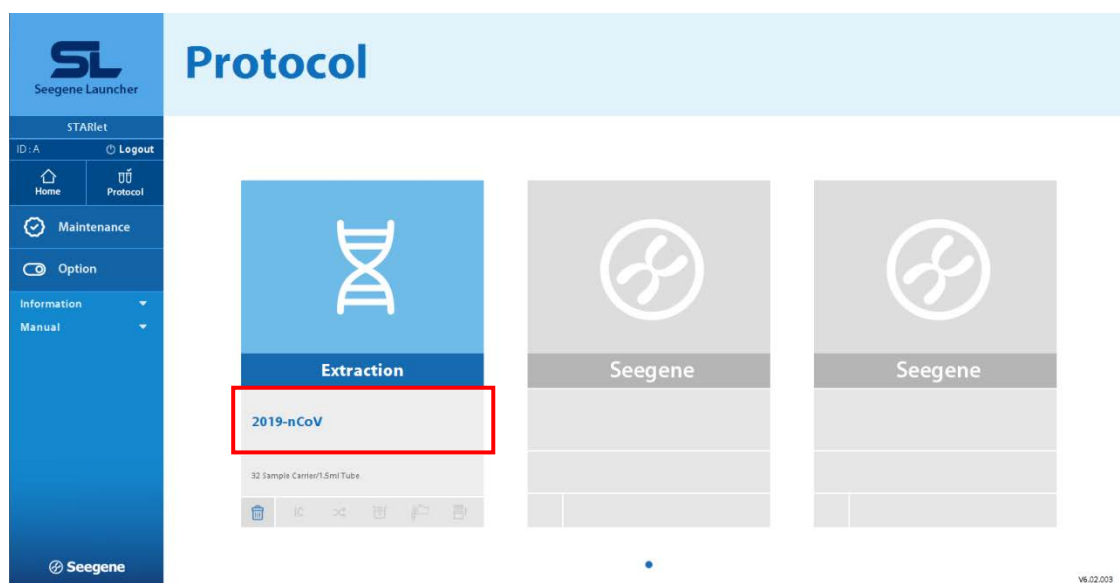 SL
Seegene Launcher
STARlet
ID : A
Logout
Home
Protocol
Maintenance
Option
Information
Manual
Seegene
Protocol
Extraction
2019-nCoV
32 Sample Carrier/1.5ml Tube
IC
Seegene
Seegene
V6.02.003